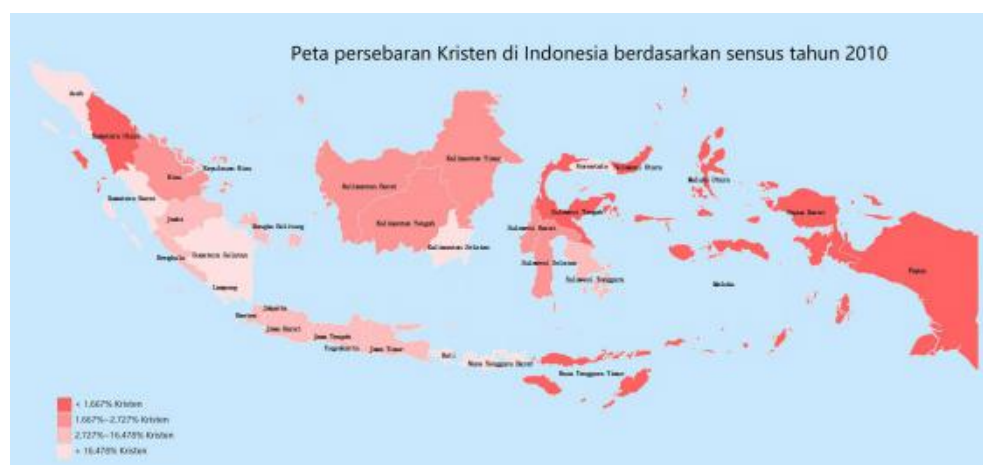 Peta persebaran Kristen di Indonesia berdasarkan sensus tahun 2010
Aceh
Sumatera Utara
Riau
Kepulauan Riau
Sumatera Barat
Jambi
Bengkulu
Sumatera Selatan
Bangka Belitung
Lampung
Banten
Jakarta
Jawa Barat
Jawa Tengah
Yogyakarta
Jawa Timur
Bali
Nusa Tenggara Barat
Nusa Tenggara Timur
Kalimantan Barat
Kalimantan Tengah
Kalimantan Timur
Kalimantan Selatan
Gorontalo
Sulawesi Utara
Sulawesi Tengah
Sulawesi Barat
Sulawesi Selatan
Sulawesi Tenggara
Maluku Utara
Maluku
Papua Barat
Papua
< 1,667% Kristen
1,667%−2,727% Kristen
2,727%−16,478% Kristen
> 16,478% Kristen